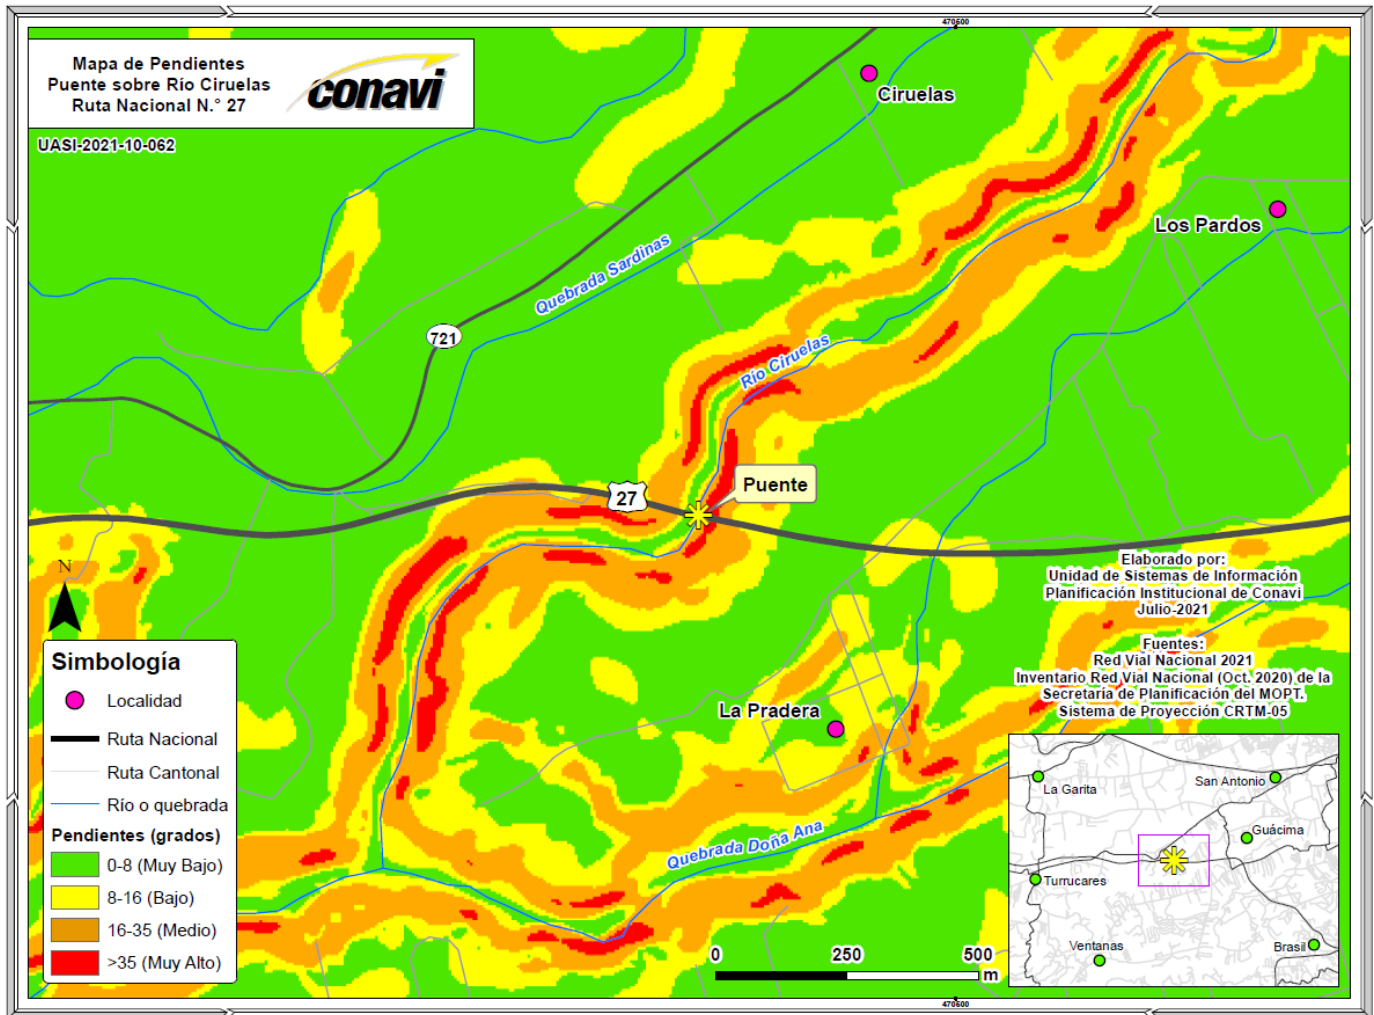 470600
Mapa de Pendientes
Puente sobre Río Ciruelas
Ruta Nacional N.° 27
conavi
UASI-2021-10-062
Ciruelas
Los Pardos
Quebrada Sardinas
721
Río Ciruelas
27
Puente
Elaborado por:
Unidad de Sistemas de Información
Planificación Institucional de Conavi
Julio-2021
Fuentes:
Red Vial Nacional 2021
Inventario Red Vial Nacional (Oct. 2020) de la
Secretaría de Planificación del MOPT.
Sistema de Proyección CRTM-05
N
La Pradera
Quebrada Doña Ana
Simbología
Localidad
Ruta Nacional
Ruta Cantonal
Río o quebrada
Pendientes (grados)
0-8 (Muy Bajo)
8-16 (Bajo)
16-35 (Medio)
>35 (Muy Alto)
0 250 500
m
La Garita
San Antonio
Guácima
Turrucares
Ventanas
Brasil
470600